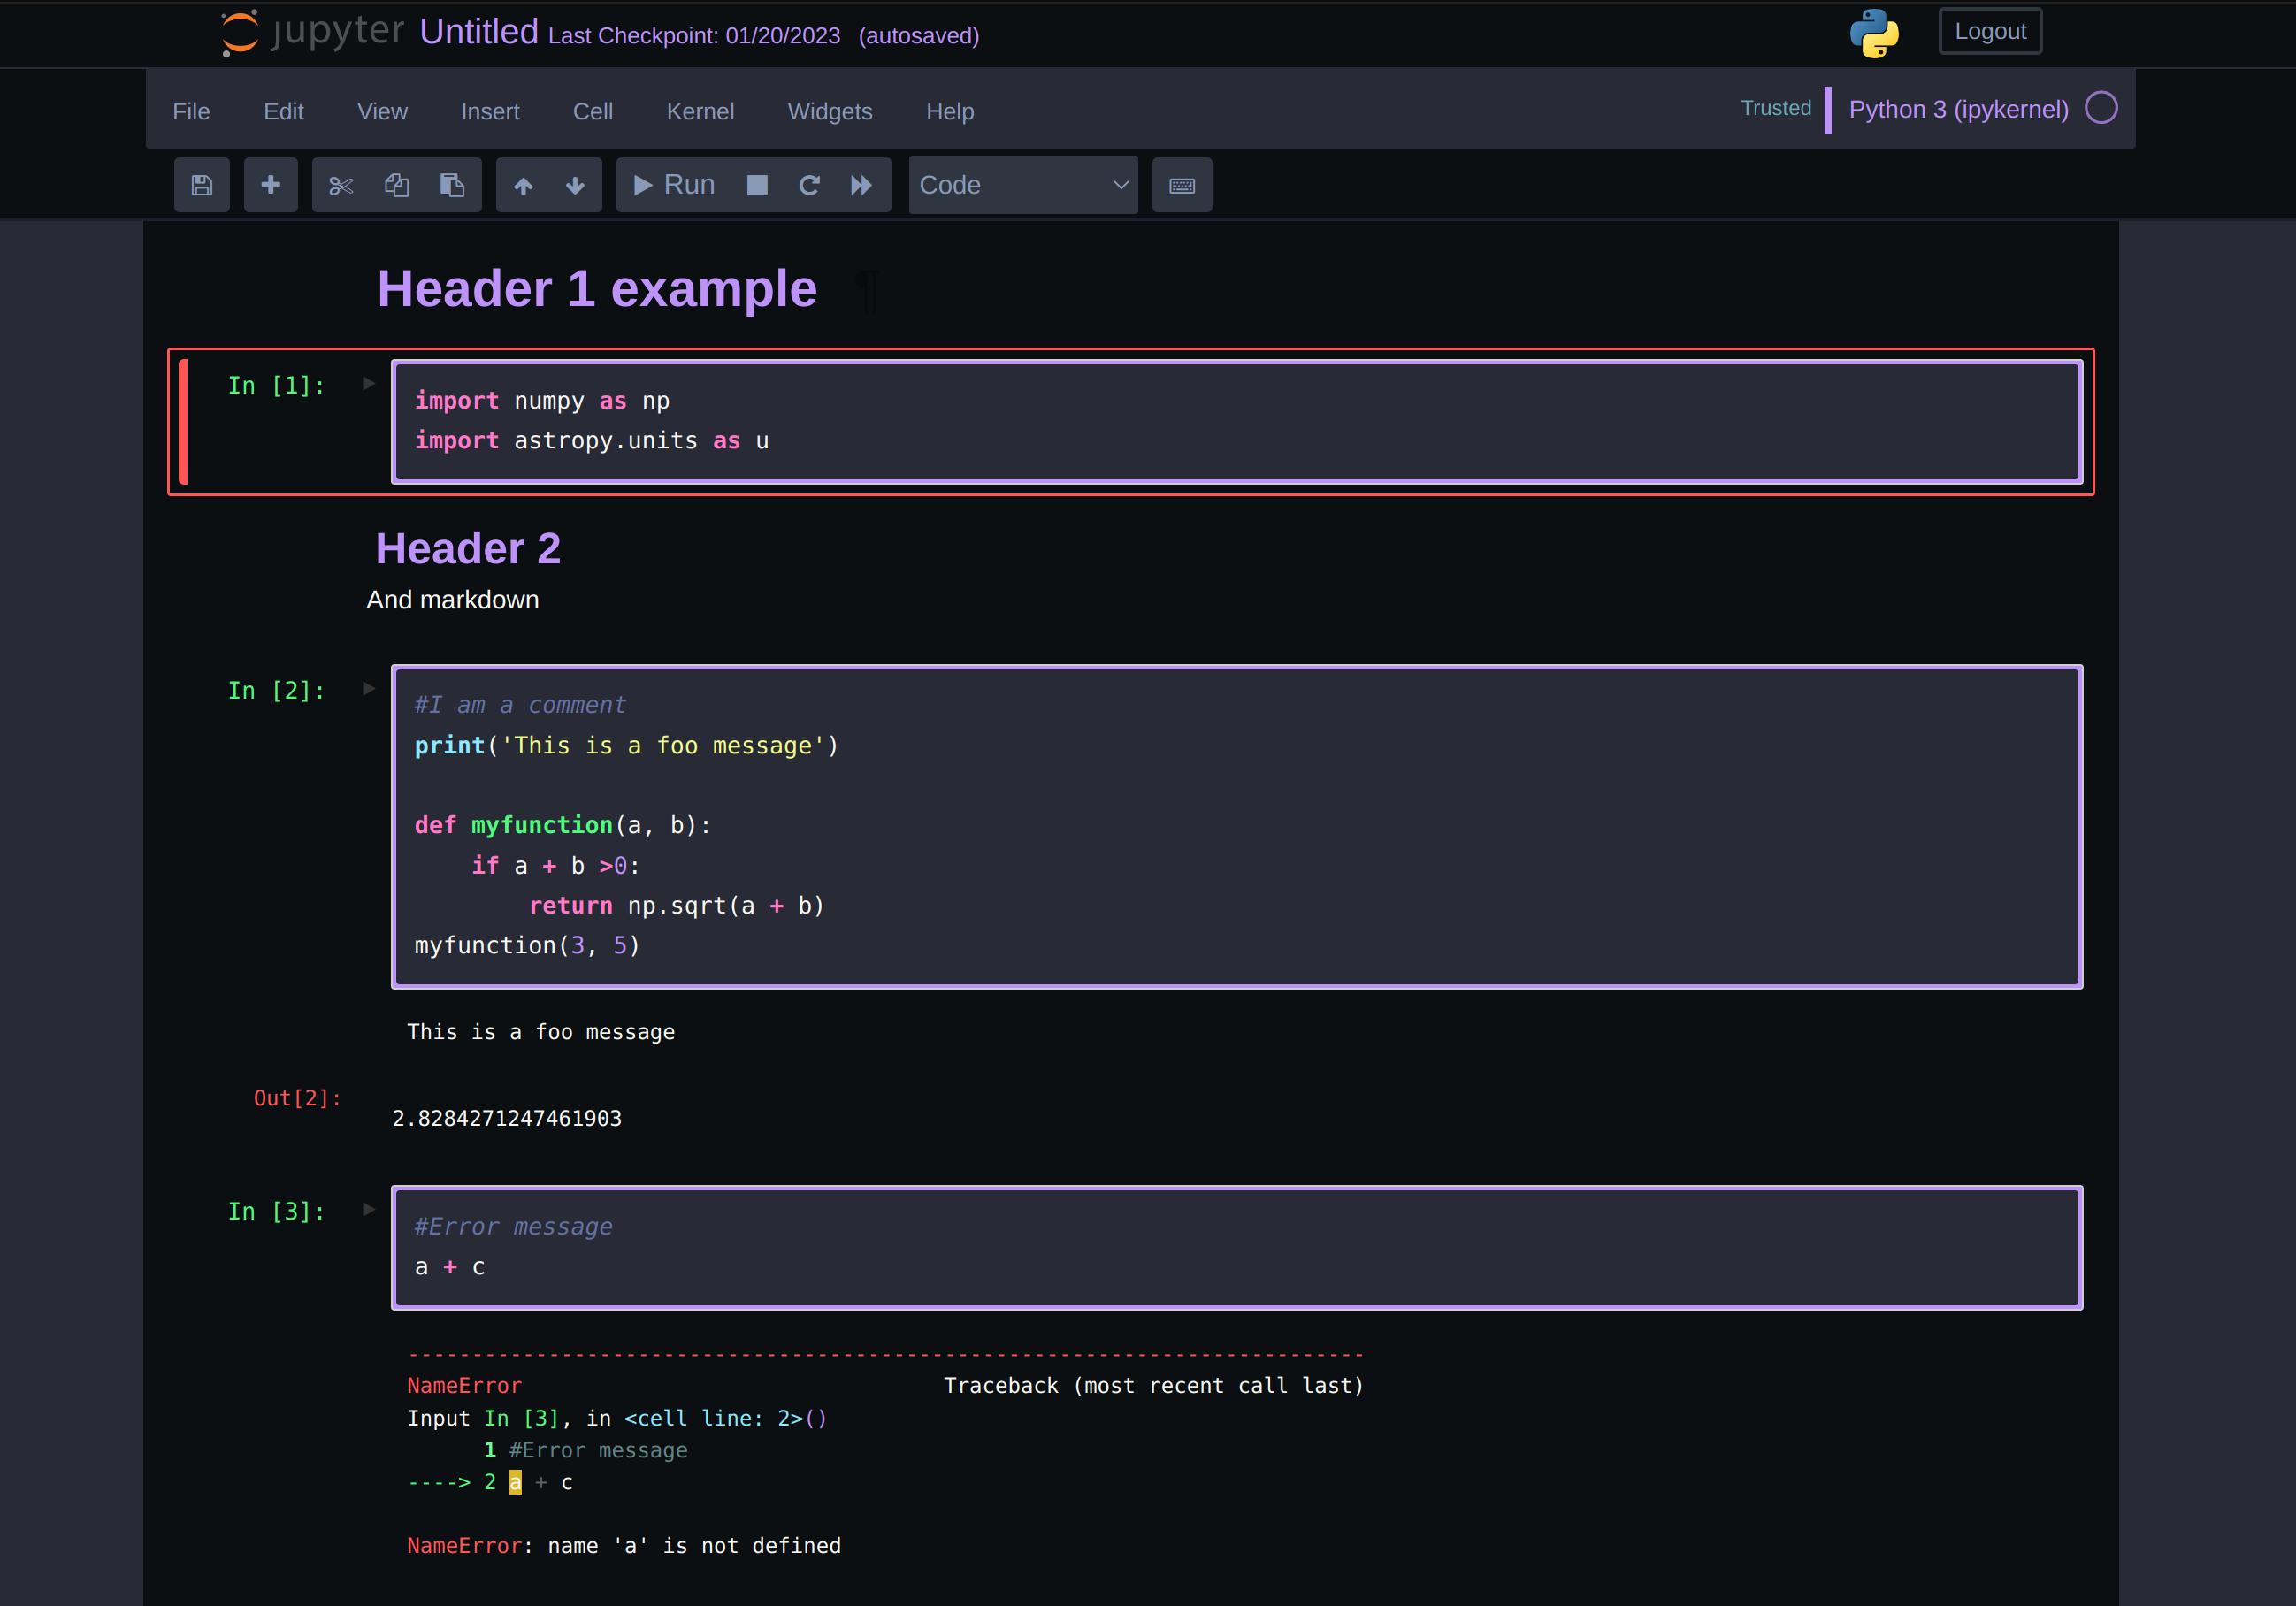 jupyter Untitled Last Checkpoint: 01/20/2023 (autosaved) Logout
File Edit View Insert Cell Kernel Widgets Help Trusted Python 3 (ipykernel)
Run Code
Header 1 example ¶
In [1]:
import numpy as np
import astropy.units as u
Header 2
And markdown
In [2]:
#I am a comment
print('This is a foo message')
def myfunction(a, b):
    if a + b >0:
        return np.sqrt(a + b)
myfunction(3, 5)
This is a foo message
Out[2]:
2.8284271247461903
In [3]:
#Error message
a + c
---------------------------------------------------------------------------
NameError                                 Traceback (most recent call last)
Input In [3], in <cell line: 2>()
      1 #Error message
----> 2 a + c
NameError: name 'a' is not defined